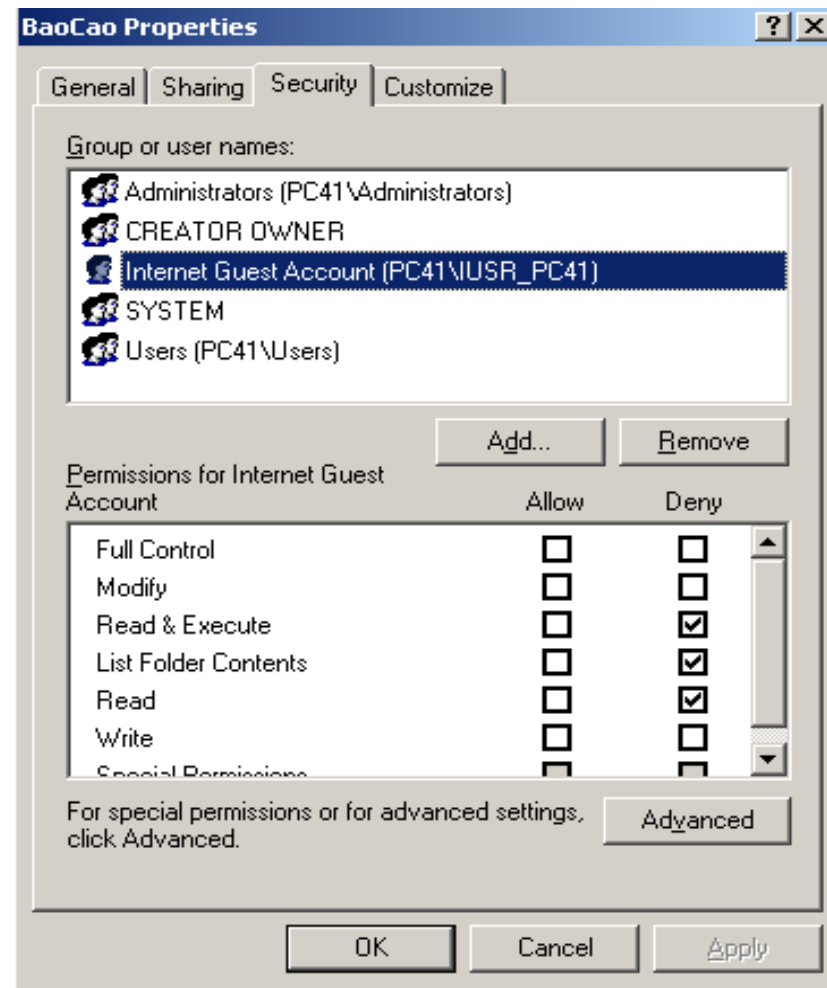 BaoCao Properties
General Sharing Security Customize
Group or user names:
Administrators (PC41\Administrators)
CREATOR OWNER
Internet Guest Account (PC41\IUSR_PC41)
SYSTEM
Users (PC41\Users)
Add... Remove
Permissions for Internet Guest
Account Allow Deny
Full Control
Modify
Read & Execute
List Folder Contents
Read
Write
Special Permissions
For special permissions or for advanced settings,
click Advanced.
Advanced
OK Cancel Apply